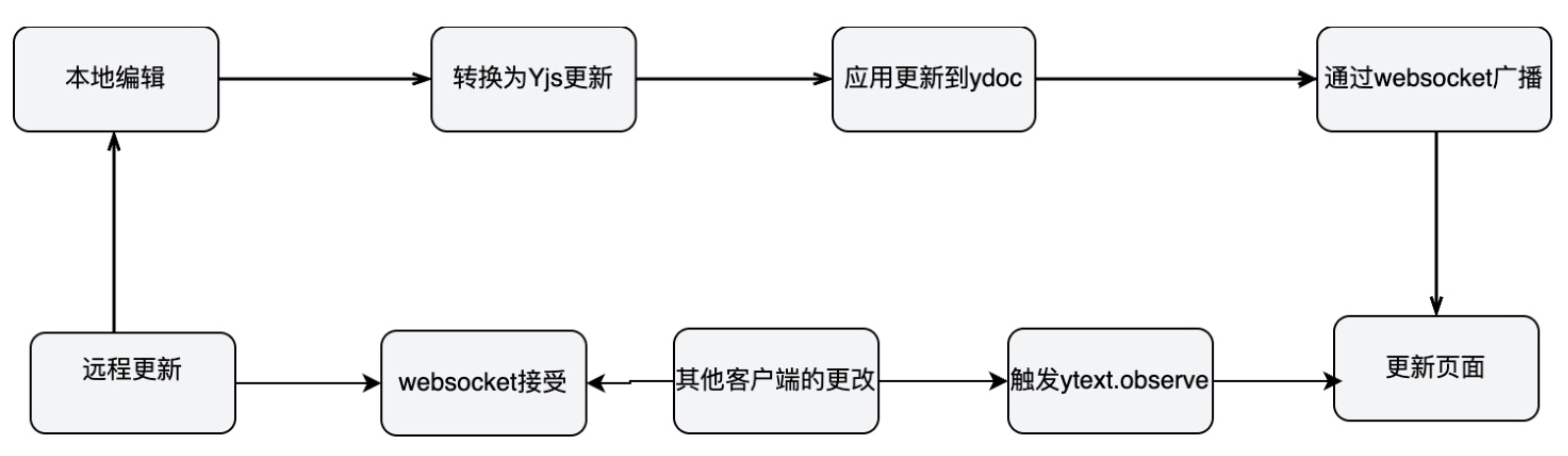 本地编辑
转换为Yjs更新
应用更新到ydoc
通过websocket广播
远程更新
websocket接受
其他客户端的更改
触发ytext.observe
更新页面